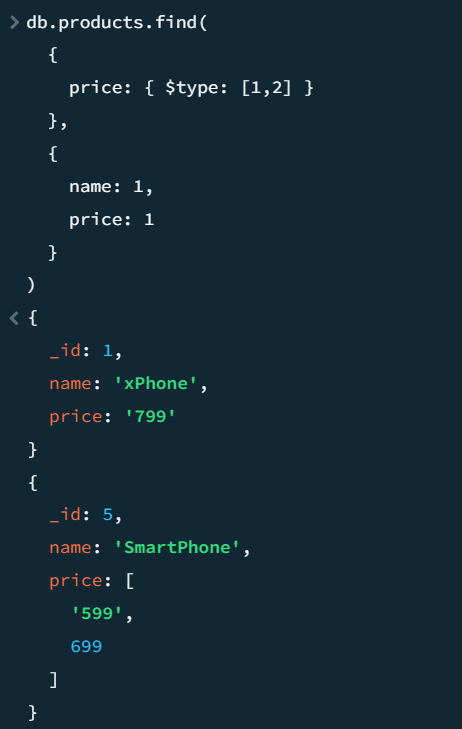 > db.products.find(
{
price: { $type: [1,2] }
},
{
name: 1,
price: 1
}
)
< {
_id: 1,
name: 'xPhone',
price: '799'
}
{
_id: 5,
name: 'SmartPhone',
price: [
'599',
699
]
}